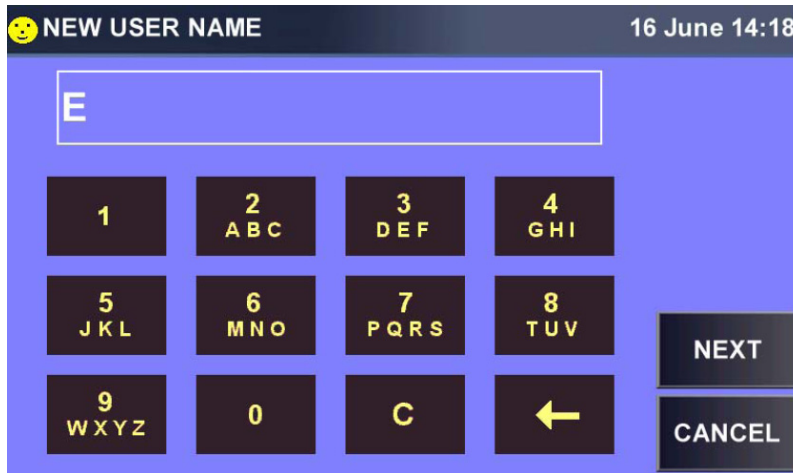 NEW USER NAME 16 June 14:18
E
1 2 3 4
ABC DEF GHI
5 6 7 8
JKL MNO PQRS TUV
NEXT
9 0 C
WXYZ
CANCEL